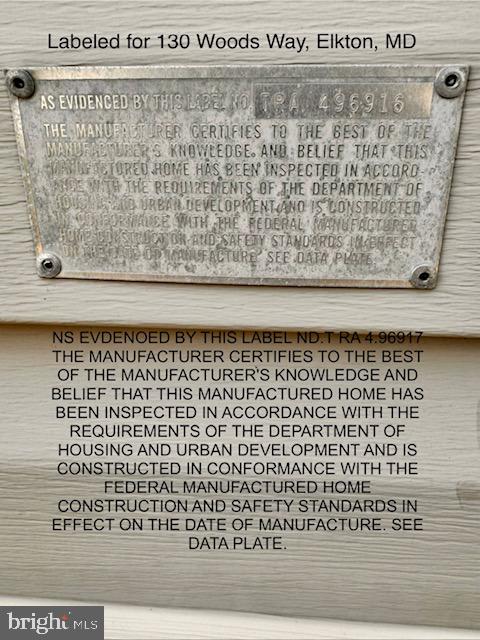 Labeled for 130 Woods Way, Elkton, MD
AS EVIDENCED BY THIS LABEL NO. TRA 496916
THE MANUFACTURER CERTIFIES TO THE BEST OF THE
MANUFACTURER'S KNOWLEDGE AND BELIEF THAT THIS
MANUFACTURED HOME HAS BEEN INSPECTED IN ACCORD-
ANCE WITH THE REQUIREMENTS OF THE DEPARTMENT OF
HOUSING AND URBAN DEVELOPMENT AND IS CONSTRUCTED
IN CONFORMANCE WITH THE FEDERAL MANUFACTURED
HOME CONSTRUCTION AND SAFETY STANDARDS IN EFFECT
ON THE DATE OF MANUFACTURE. SEE DATA PLATE.
NS EVDENOED BY THIS LABEL ND.T RA 4.96917
THE MANUFACTURER CERTIFIES TO THE BEST
OF THE MANUFACTURER'S KNOWLEDGE AND
BELIEF THAT THIS MANUFACTURED HOME HAS
BEEN INSPECTED IN ACCORDANCE WITH THE
REQUIREMENTS OF THE DEPARTMENT OF
HOUSING AND URBAN DEVELOPMENT AND IS
CONSTRUCTED IN CONFORMANCE WITH THE
FEDERAL MANUFACTURED HOME
CONSTRUCTION AND SAFETY STANDARDS IN
EFFECT ON THE DATE OF MANUFACTURE. SEE
DATA PLATE.
bright MLS